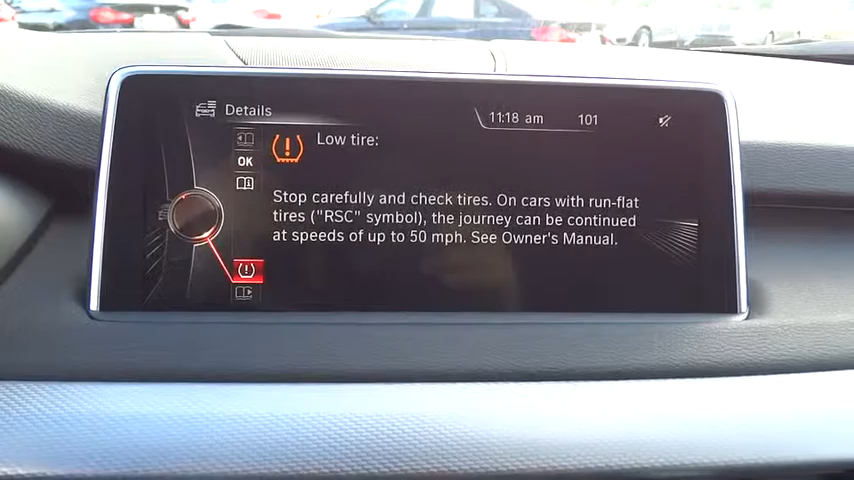 Details
11:18 am
101
OK
Low tire:
Stop carefully and check tires. On cars with run-flat
tires ("RSC" symbol), the journey can be continued
at speeds of up to 50 mph. See Owner's Manual.